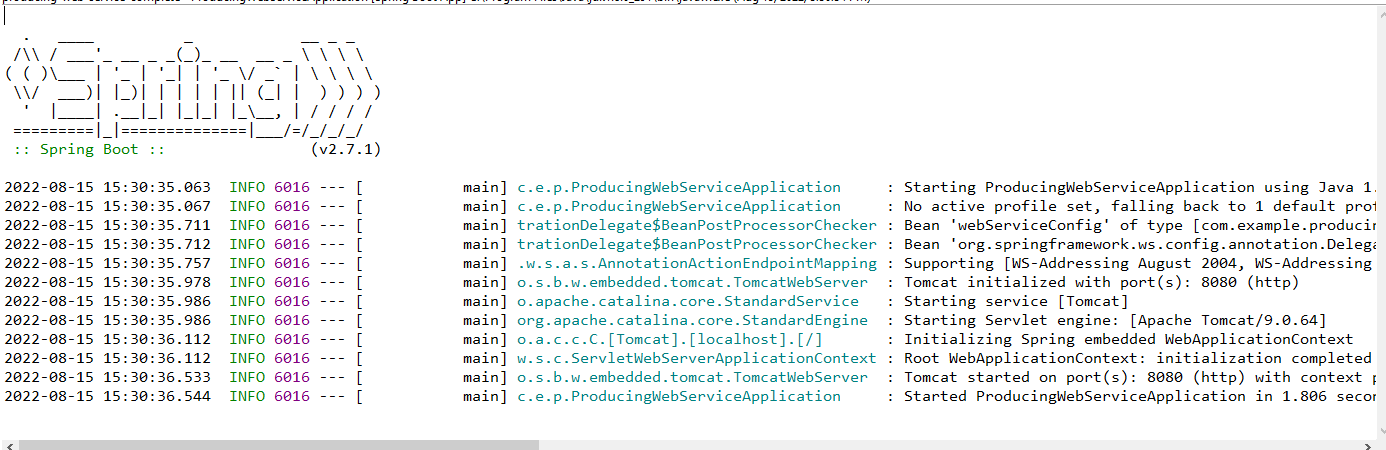 .   ____          _            __ _ _
 /\\ / ___'_ __ _ _(_)_ __  __ _ \ \ \ \
( ( )\___ | '_ | '_| | '_ \/ _` | \ \ \ \
 \\/  ___)| |_)| | | | | || (_| |  ) ) ) )
  '  |____| .__|_| |_|_| |_\__, | / / / /
 =========|_|==============|___/=/_/_/_/
 :: Spring Boot ::                (v2.7.1)
2022-08-15 15:30:35.063  INFO 6016 --- [           main] c.e.p.ProducingWebServiceApplication     : Starting ProducingWebServiceApplication using Java 1.
2022-08-15 15:30:35.067  INFO 6016 --- [           main] c.e.p.ProducingWebServiceApplication     : No active profile set, falling back to 1 default prof
2022-08-15 15:30:35.711  INFO 6016 --- [           main] trationDelegate$BeanPostProcessorChecker : Bean 'webServiceConfig' of type [com.example.producin
2022-08-15 15:30:35.712  INFO 6016 --- [           main] trationDelegate$BeanPostProcessorChecker : Bean 'org.springframework.ws.config.annotation.Delega
2022-08-15 15:30:35.757  INFO 6016 --- [           main] .w.s.a.s.AnnotationActionEndpointMapping : Supporting [WS-Addressing August 2004, WS-Addressing
2022-08-15 15:30:35.978  INFO 6016 --- [           main] o.s.b.w.embedded.tomcat.TomcatWebServer  : Tomcat initialized with port(s): 8080 (http)
2022-08-15 15:30:35.986  INFO 6016 --- [           main] o.apache.catalina.core.StandardService   : Starting service [Tomcat]
2022-08-15 15:30:35.986  INFO 6016 --- [           main] org.apache.catalina.core.StandardEngine  : Starting Servlet engine: [Apache Tomcat/9.0.64]
2022-08-15 15:30:36.112  INFO 6016 --- [           main] o.a.c.c.C.[Tomcat].[localhost].[/]       : Initializing Spring embedded WebApplicationContext
2022-08-15 15:30:36.112  INFO 6016 --- [           main] w.s.c.ServletWebServerApplicationContext : Root WebApplicationContext: initialization completed
2022-08-15 15:30:36.533  INFO 6016 --- [           main] o.s.b.w.embedded.tomcat.TomcatWebServer  : Tomcat started on port(s): 8080 (http) with context p
2022-08-15 15:30:36.544  INFO 6016 --- [           main] c.e.p.ProducingWebServiceApplication     : Started ProducingWebServiceApplication in 1.806 secon